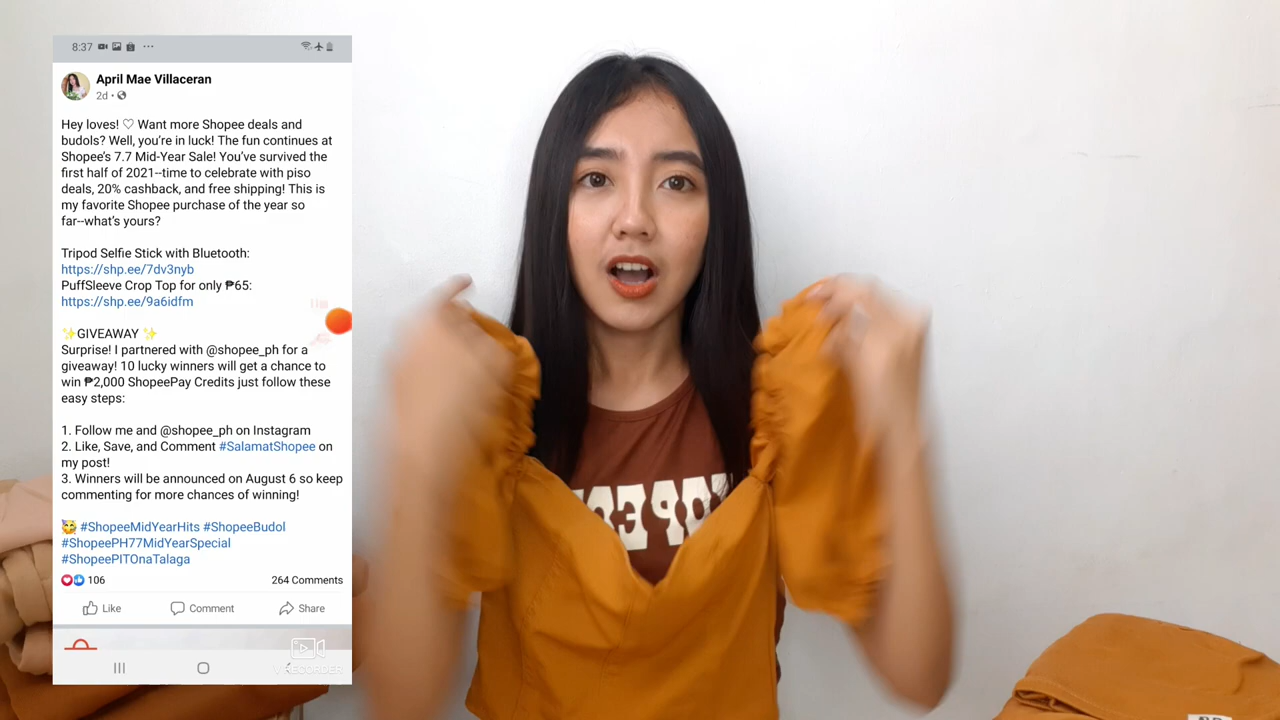 8:37
April Mae Villaceran
2d
Hey loves! ♡ Want more Shopee deals and
budols? Well, you're in luck! The fun continues at
Shopee's 7.7 Mid-Year Sale! You've survived the
first half of 2021--time to celebrate with piso
deals, 20% cashback, and free shipping! This is
my favorite Shopee purchase of the year so
far--what's yours?
Tripod Selfie Stick with Bluetooth:
https://shp.ee/7dv3nyb
PuffSleeve Crop Top for only ₱65:
https://shp.ee/9a6idfm
✨GIVEAWAY ✨
Surprise! I partnered with @shopee_ph for a
giveaway! 10 lucky winners will get a chance to
win ₱2,000 ShopeePay Credits just follow these
easy steps:
1. Follow me and @shopee_ph on Instagram
2. Like, Save, and Comment #SalamatShopee on
my post!
3. Winners will be announced on August 6 so keep
commenting for more chances of winning!
🥳 #ShopeeMidYearHits #ShopeeBudol
#ShopeePH77MidYearSpecial
#ShopeePITOnaTalaga
106
264 Comments
Like
Comment
Share
V RECORDER